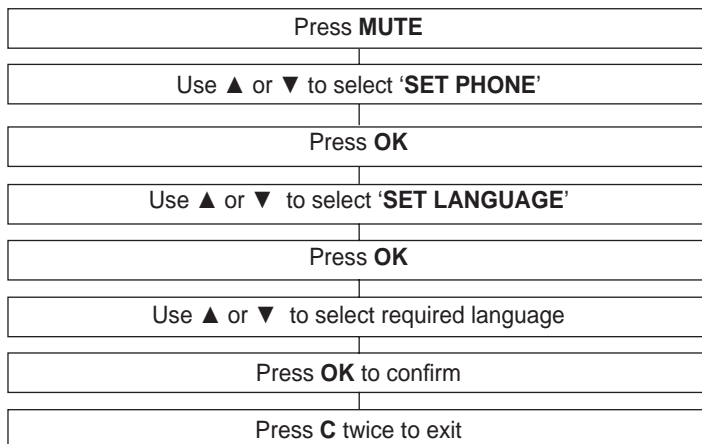 Press MUTE
Use ▲ or ▼ to select ‘SET PHONE’
Press OK
Use ▲ or ▼ to select ‘SET LANGUAGE’
Press OK
Use ▲ or ▼ to select required language
Press OK to confirm
Press C twice to exit